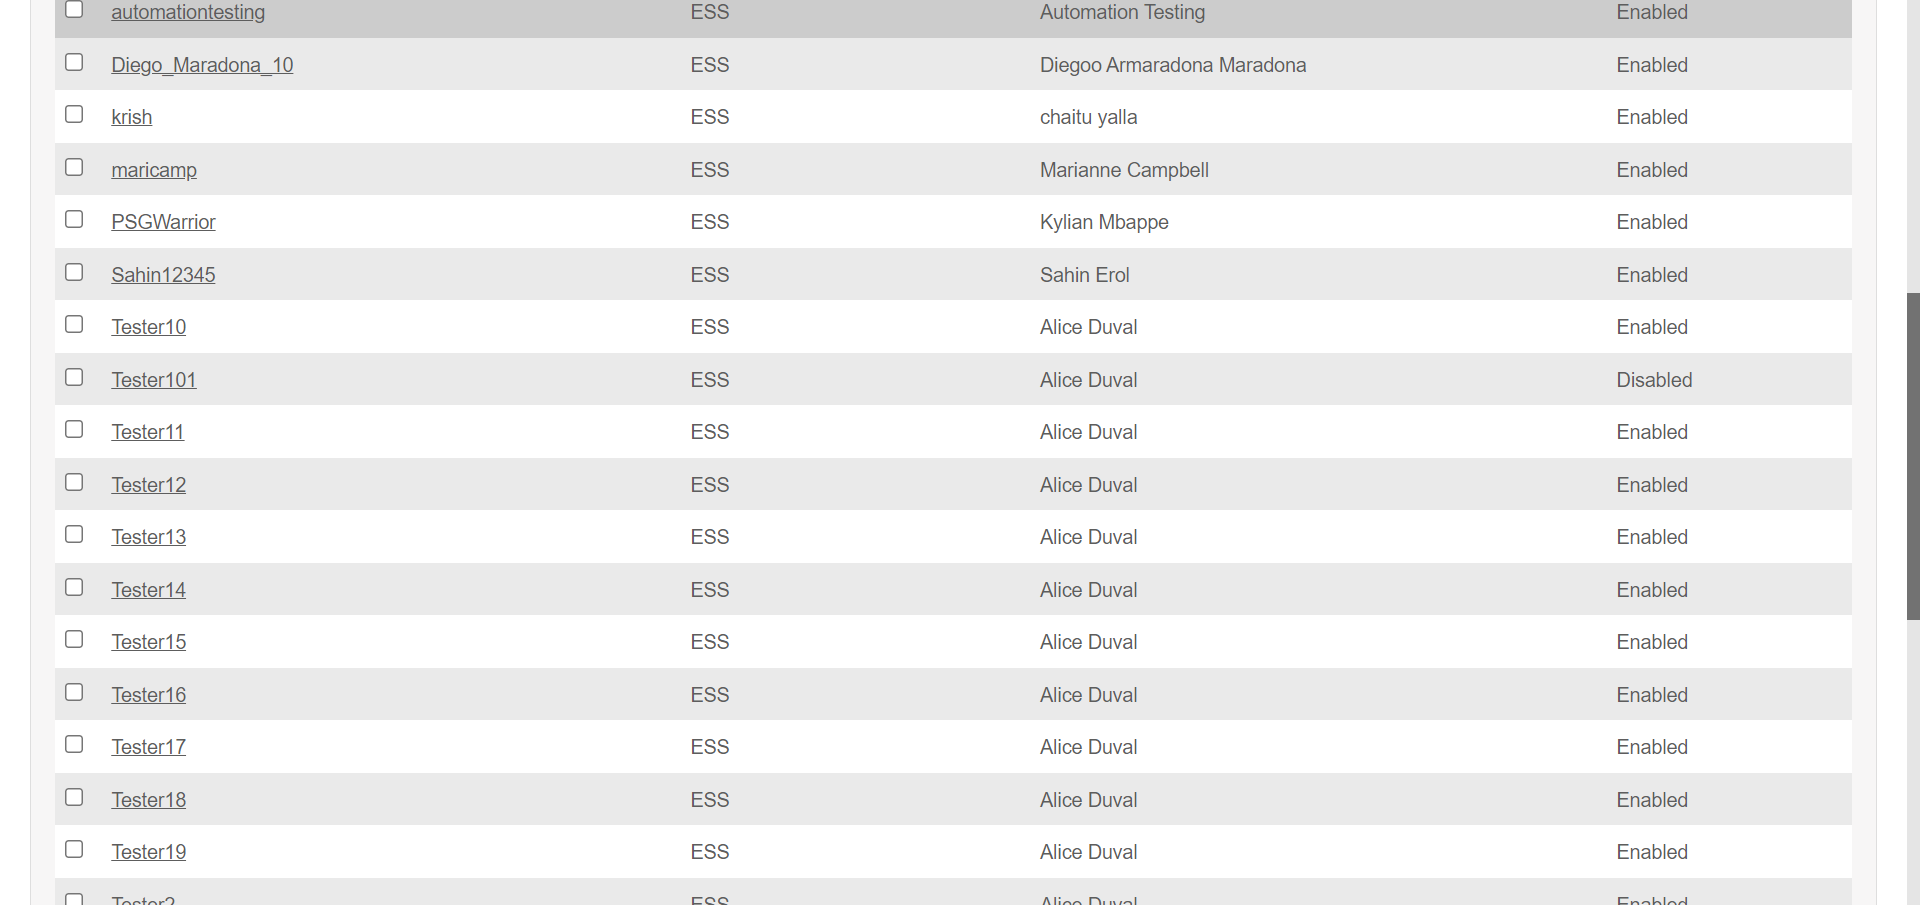 automationtesting ESS Automation Testing Enabled
Diego_Maradona_10 ESS Diegoo Armaradona Maradona Enabled
krish ESS chaitu yalla Enabled
maricamp ESS Marianne Campbell Enabled
PSGWarrior ESS Kylian Mbappe Enabled
Sahin12345 ESS Sahin Erol Enabled
Tester10 ESS Alice Duval Enabled
Tester101 ESS Alice Duval Disabled
Tester11 ESS Alice Duval Enabled
Tester12 ESS Alice Duval Enabled
Tester13 ESS Alice Duval Enabled
Tester14 ESS Alice Duval Enabled
Tester15 ESS Alice Duval Enabled
Tester16 ESS Alice Duval Enabled
Tester17 ESS Alice Duval Enabled
Tester18 ESS Alice Duval Enabled
Tester19 ESS Alice Duval Enabled
Tester2 ESS Alice Duval Enabled